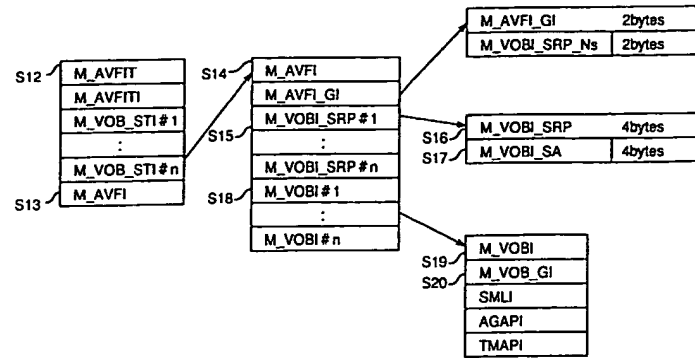 S12
M_AVFIT
M_AVFITI
M_VOB_STI#1
:
M_VOB_STI#n
S13
M_AVFI
S14
M_AVFI
M_AVFI_GI
S15
M_VOBI_SRP#1
:
M_VOBI_SRP#n
S18
M_VOBI#1
:
M_VOBI#n
M_AVFI_GI 2bytes
M_VOBI_SRP_Ns 2bytes
S16
M_VOBI_SRP 4bytes
S17
M_VOBI_SA 4bytes
M_VOBI
S19
M_VOB_GI
S20
SMLI
AGAPI
TMAPI